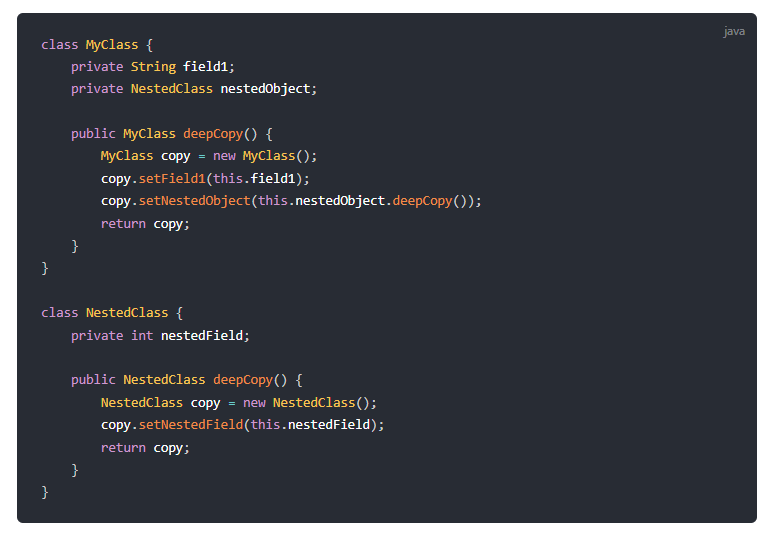 java
class MyClass {
    private String field1;
    private NestedClass nestedObject;

    public MyClass deepCopy() {
        MyClass copy = new MyClass();
        copy.setField1(this.field1);
        copy.setNestedObject(this.nestedObject.deepCopy());
        return copy;
    }
}

class NestedClass {
    private int nestedField;

    public NestedClass deepCopy() {
        NestedClass copy = new NestedClass();
        copy.setNestedField(this.nestedField);
        return copy;
    }
}